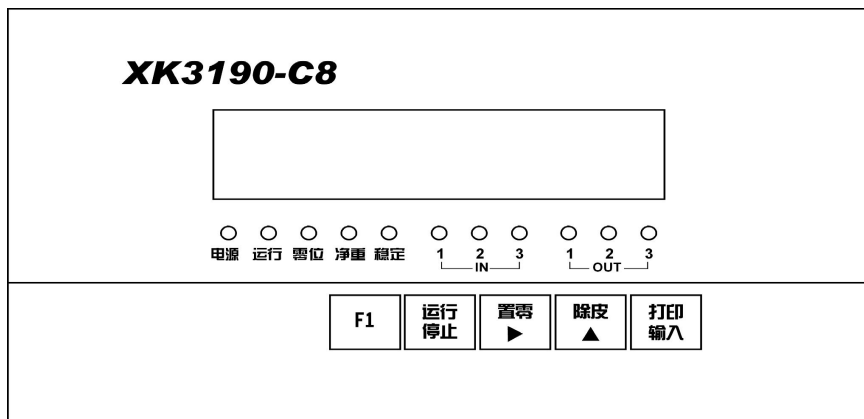 XK3190-C8
电源 运行 零位 净重 稳定 1 2 3 1 2 3
IN OUT
F1 运行 置零 除皮 打印
停止 ▶ ▲ 输入